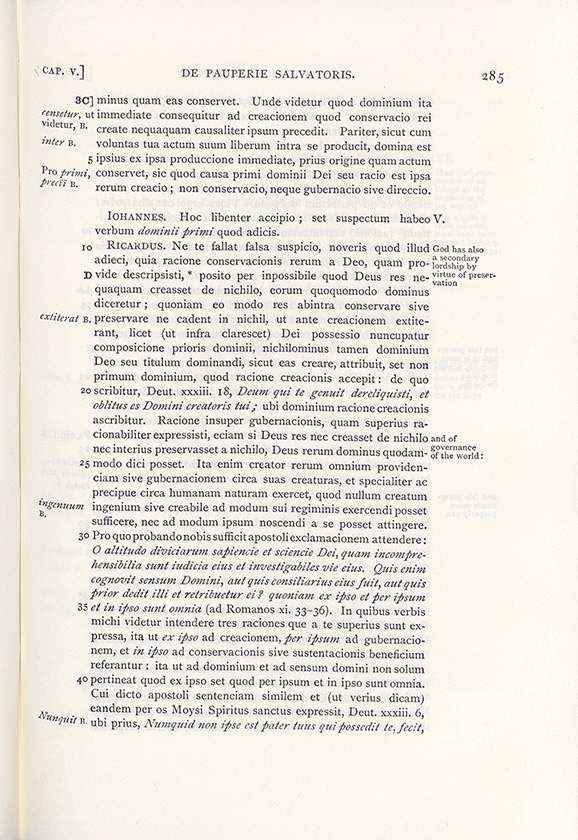 CAP. V.] DE PAUPERIE SALVATORIS. 285
3C] minus quam eas conservet. Unde videtur quod dominium ita
censetur, ut immediate consequitur ad creacionem quod conservacio rei
videtur, B. create nequaquam causaliter ipsum precedit. Pariter, sicut cum
inter B. voluntas tua actum suum liberum intra se producit, domina est
5 ipsius ex ipsa produccione immediate, prius origine quam actum
Pro primi, conservet, sic quod causa primi dominii Dei seu racio est ipsa
precii B. rerum creacio; non conservacio, neque gubernacio sive direccio.
IOHANNES. Hoc libenter accipio; set suspectum habeo V.
verbum dominii primi quod adicis.
10 RICARDUS. Ne te fallat falsa suspicio, noveris quod illud God has also
adieci, quia racione conservacionis rerum a Deo, quam pro- a secondary lordship by
D vide descripsisti, * posito per inpossibile quod Deus res ne- virtue of preser-
quaquam creasset de nichilo, eorum quoquomodo dominus vation
diceretur; quoniam eo modo res abintra conservare sive
extiterat B. preservare ne cadent in nichil, ut ante creacionem extite-
rant, licet (ut infra clarescet) Dei possessio nuncupatur
composicione prioris dominii, nichilominus tamen dominium
Deo seu titulum dominandi, sicut eas creare, attribuit, set non
primum dominium, quod racione creacionis accepit: de quo
20 scribitur, Deut. xxxiii. 18, Deum qui te genuit dereliquisti, et
oblitus es Domini creatoris tui; ubi dominium racione creacionis
ascribitur. Racione insuper gubernacionis, quam superius ra-
cionabiliter expressisti, eciam si Deus res nec creasset de nichilo and of
nec interius preservasset a nichilo, Deus rerum dominus quodam- governance
25 modo dici posset. Ita enim creator rerum omnium providen- of the world:
ciam sive gubernacionem circa suas creaturas, et specialiter ac
precipue circa humanam naturam exercet, quod nullum creatum
ingenuum B. ingenium sive creabile ad modum sui regiminis exercendi posset
sufficere, nec ad modum ipsum noscendi a se posset attingere.
30 Pro quo probando nobis sufficit apostoli exclamacionem attendere:
O altitudo diviciarum sapiencie et sciencie Dei, quam incompre-
hensibilia sunt iudicia eius et investigabiles vie eius. Quis enim
cognovit sensum Domini, aut quis consiliarius eius fuit, aut quis
prior dedit illi et retribuetur ei? quoniam ex ipso et per ipsum
35 et in ipso sunt omnia (ad Romanos xi. 33-36). In quibus verbis
michi videtur intendere tres raciones que a te superius sunt ex-
pressa, ita ut ex ipso ad creacionem, per ipsum ad gubernacio-
nem, et in ipso ad conservacionis sive sustentacionis beneficium
referantur: ita ut ad dominium et ad sensum domini non solum
40 pertineat quod ex ipso set quod per ipsum et in ipso sunt omnia.
Cui dicto apostoli sentenciam similem et (ut verius dicam)
eandem per os Moysi Spiritus sanctus expressit, Deut. xxxiii. 6,
Nunquit B. ubi prius, Numquid non ipse est pater tuus qui possedit te, fecit,